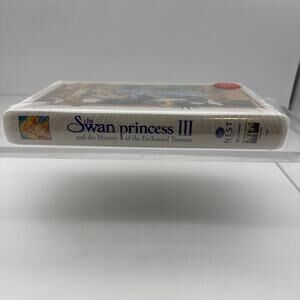 the
Swan princess III
and the Mystery of the Enchanted Treasure
NEST